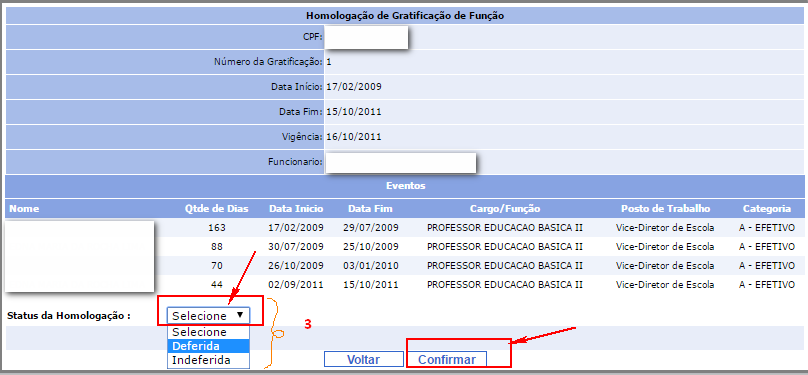 Homologação de Gratificação de Função
CPF:
Número da Gratificação: 1
Data Início: 17/02/2009
Data Fim: 15/10/2011
Vigência: 16/10/2011
Funcionario:
Eventos
Nome Qtde de Dias Data Inicio Data Fim Cargo/Função Posto de Trabalho Categoria
163 17/02/2009 29/07/2009 PROFESSOR EDUCACAO BASICA II Vice-Diretor de Escola A - EFETIVO
88 30/07/2009 25/10/2009 PROFESSOR EDUCACAO BASICA II Vice-Diretor de Escola A - EFETIVO
70 26/10/2009 03/01/2010 PROFESSOR EDUCACAO BASICA II Vice-Diretor de Escola A - EFETIVO
44 02/09/2011 15/10/2011 PROFESSOR EDUCACAO BASICA II Vice-Diretor de Escola A - EFETIVO
Status da Homologação : Selecione ▼
Selecione
Deferida
Indeferida
3
Voltar Confirmar